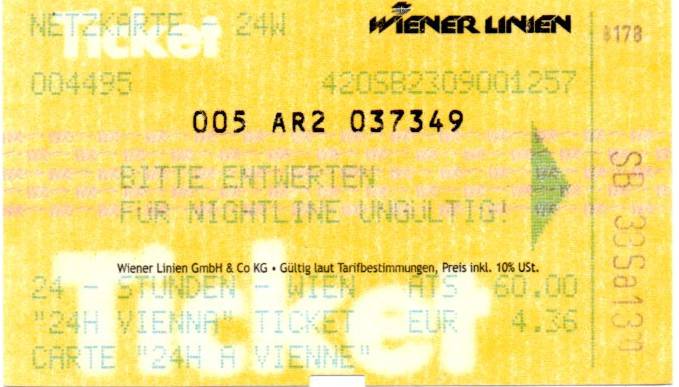 NETZKARTE - 24W
Ticket
WIENER LINIEN
8178
004495
420SB2309001257
005 AR2 037349
BITTE ENTWERTEN
FÜR NIGHTLINE UNGÜLTIG!
SB 33Sa13
Wiener Linien GmbH & Co KG • Gültig laut Tarifbestimmungen, Preis inkl. 10% USt.
Ticket
24 - STUNDEN - WIEN ATS 60.00
"24H VIENNA" TICKET EUR 4.36
CARTE "24H A VIENNE"